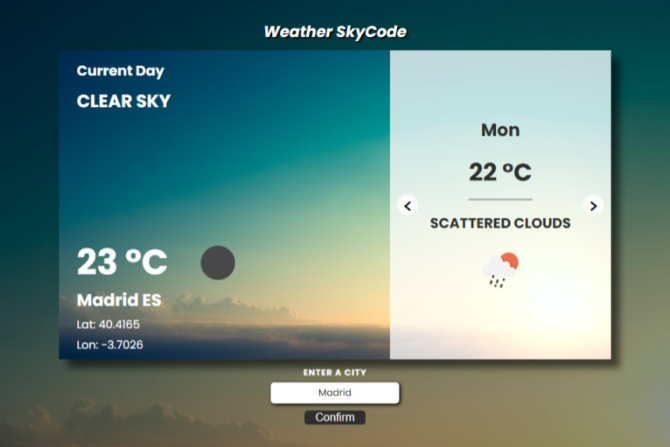 Weather SkyCode
Current Day
CLEAR SKY
23 ºC
Madrid ES
Lat: 40.4165
Lon: -3.7026
Mon
22 ºC
SCATTERED CLOUDS
ENTER A CITY
Madrid
Confirm